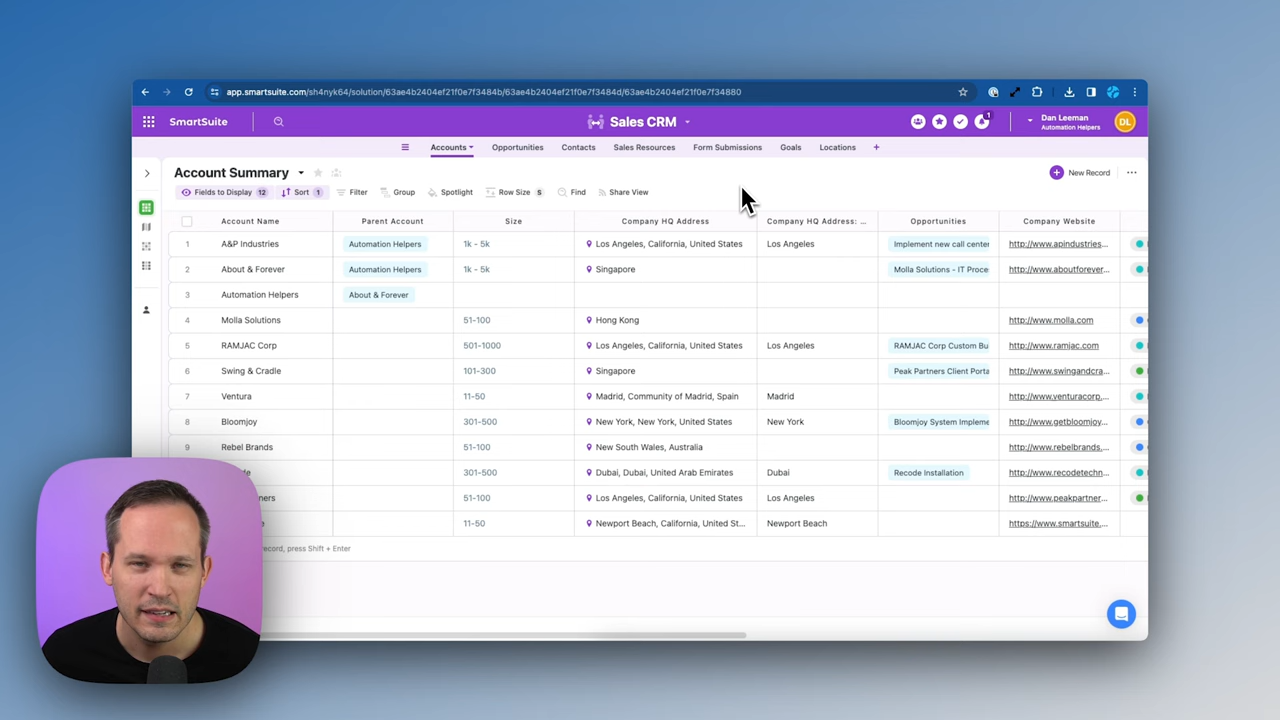 app.smartsuite.com/sh4nyk64/solution/63ae4b2404ef21f0e7f3484b/63ae4b2404ef21f0e7f3484d/63ae4b2404ef21f0e7f34880
SmartSuite Sales CRM 1 Dan Leeman
Automation Helpers DL
Accounts Opportunities Contacts Sales Resources Form Submissions Goals Locations
Account Summary New Record
Fields to Display 12 Sort 1 Filter Group Spotlight Row Size S Find Share View
Account Name Parent Account Size Company HQ Address Company HQ Address: ... Opportunities Company Website
1 A&P Industries Automation Helpers 1k - 5k Los Angeles, California, United States Los Angeles Implement new call center http://www.apindustries...
2 About & Forever Automation Helpers 1k - 5k Singapore Molla Solutions - IT Proce http://www.aboutforever...
3 Automation Helpers About & Forever
4 Molla Solutions 51-100 Hong Kong http://www.molla.com
5 RAMJAC Corp 501-1000 Los Angeles, California, United States Los Angeles RAMJAC Corp Custom Bu http://www.ramjac.com
6 Swing & Cradle 101-300 Singapore Peak Partners Client Porta http://www.swingandcra...
7 Ventura 11-50 Madrid, Community of Madrid, Spain Madrid http://www.venturacorp....
8 Bloomjoy 301-500 New York, New York, United States New York Bloomjoy System Impleme http://www.getbloomjoy...
9 Rebel Brands 51-100 New South Wales, Australia http://www.rebelbrands...
301-500 Dubai, Dubai, United Arab Emirates Dubai Recode Installation http://www.recodetechn...
51-100 Los Angeles, California, United States Los Angeles http://www.peakpartner...
11-50 Newport Beach, California, United St... Newport Beach https://www.smartsuite....
record, press Shift + Enter